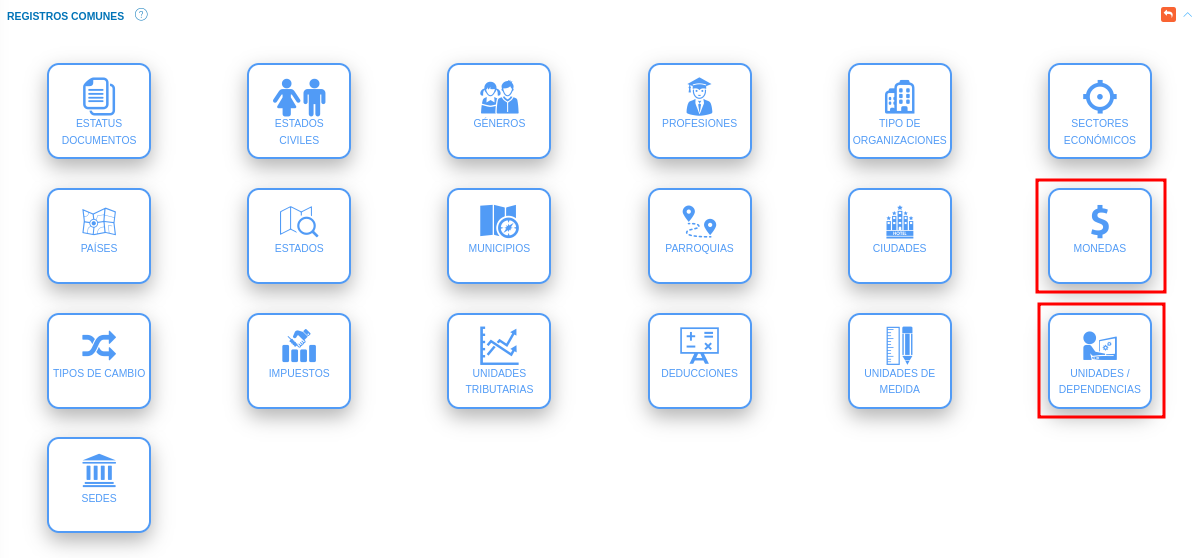 REGISTROS COMUNES ?
ESTATUS
DOCUMENTOS
ESTADOS
CIVILES
GÉNEROS
PROFESIONES
TIPO DE
ORGANIZACIONES
SECTORES
ECONÓMICOS
PAÍSES
ESTADOS
MUNICIPIOS
PARROQUIAS
HOTEL
CIUDADES
$
MONEDAS
TIPOS DE CAMBIO
IMPUESTOS
UNIDADES
TRIBUTARIAS
DEDUCCIONES
UNIDADES DE
MEDIDA
UNIDADES /
DEPENDENCIAS
SEDES